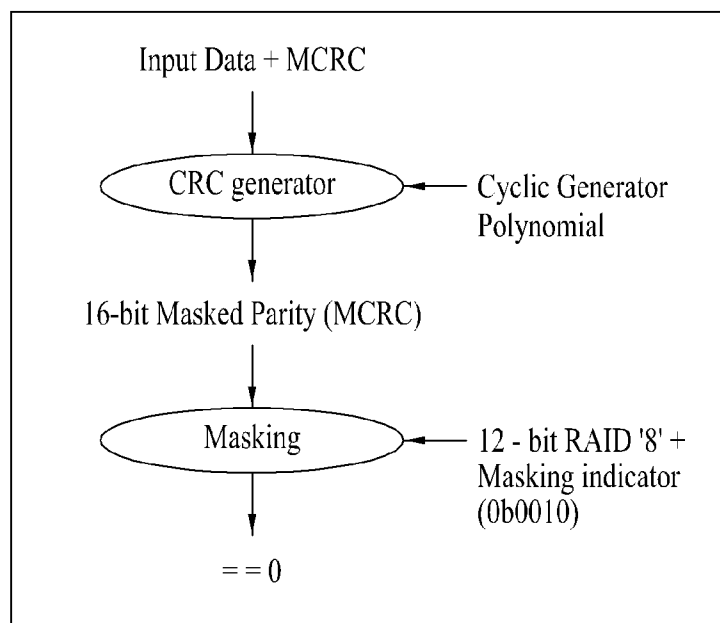 Input Data + MCRC
CRC generator
Cyclic Generator
Polynomial
16-bit Masked Parity (MCRC)
Masking
12 - bit RAID '8' +
Masking indicator
(0b0010)
= = 0